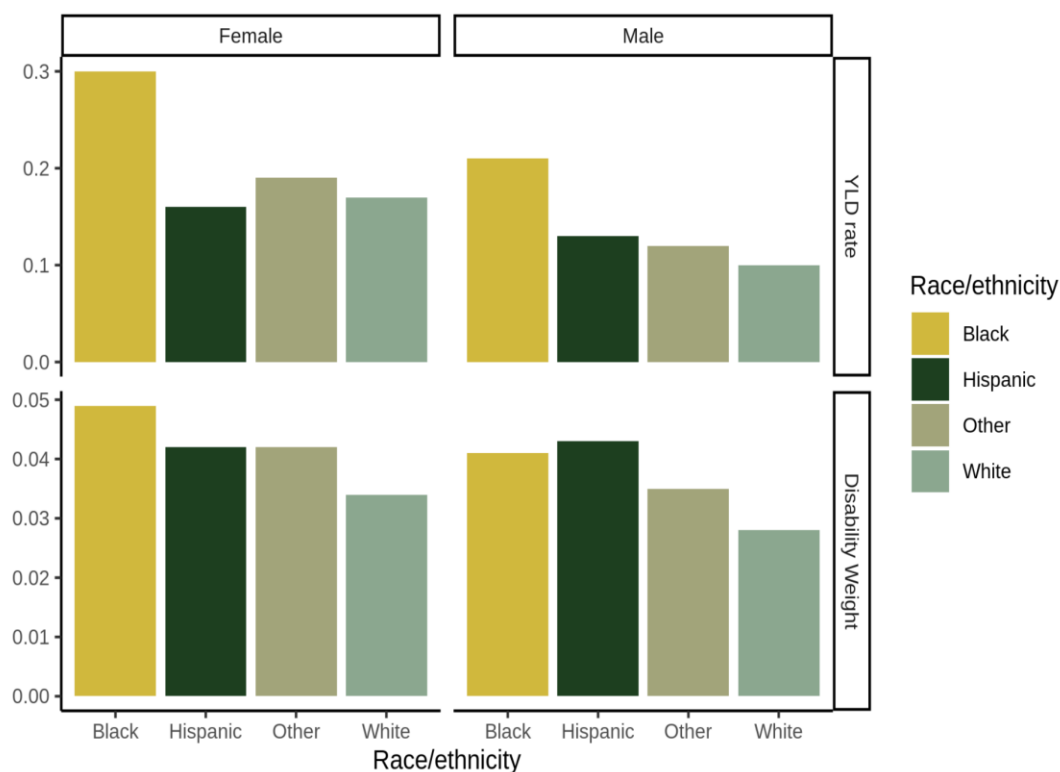 Female
Male
0.3
0.2
0.1
0.0
YLD rate
0.05
0.04
0.03
0.02
0.01
0.00
Disability Weight
Black
Hispanic
Other
White
Black
Hispanic
Other
White
Race/ethnicity
Race/ethnicity
Black
Hispanic
Other
White